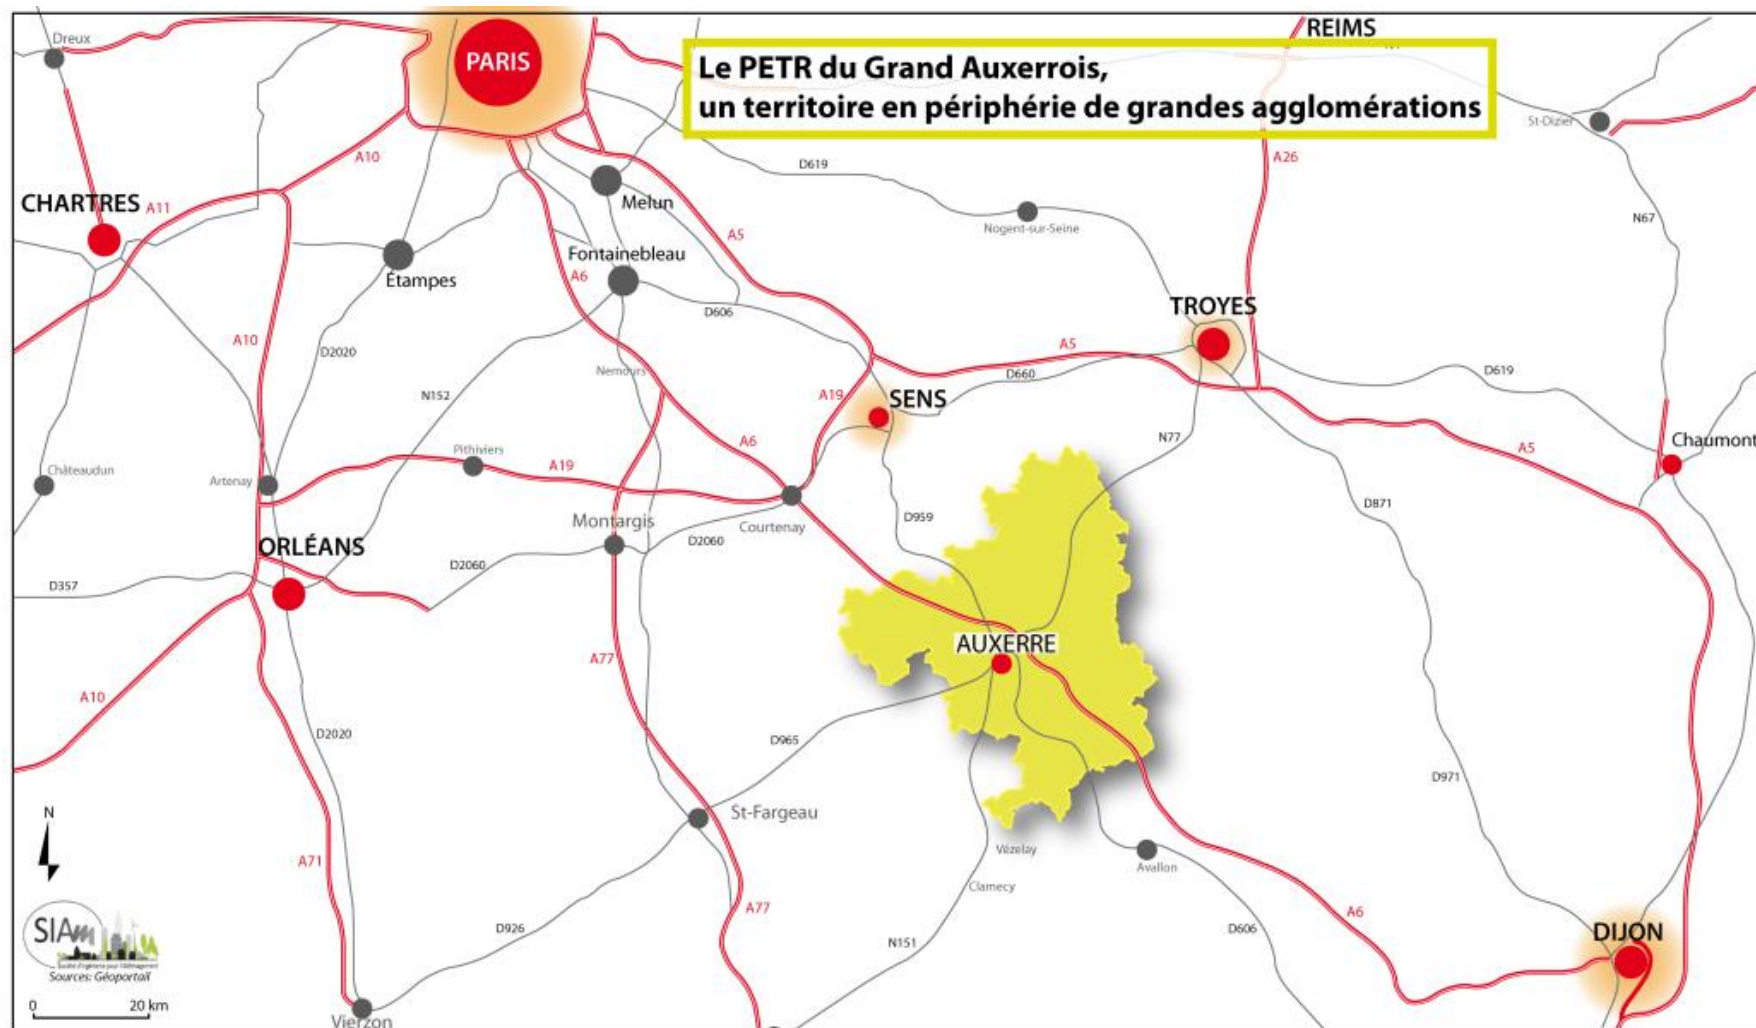 REIMS
Le PETR du Grand Auxerrois,
un territoire en périphérie de grandes agglomérations
Dreux
PARIS
St-Dizier
A10
D619
A26
CHARTRES
A11
Melun
Nogent-sur-Seine
N67
A5
Fontainebleau
Étampes
A6
D606
TROYES
A10
D2020
A5
Nemours
D660
D619
N152
A19
SENS
A6
N77
Chaumont
A5
Châteaudun
Pithiviers
A19
Artenay
Montargis
Courtenay
D959
D871
ORLÉANS
D2060
D2060
D357
AUXERRE
A77
A10
D2020
D965
D971
N
St-Fargeau
Vézelay
Avallon
A71
Clamecy
A77
A6
SIAm
D926
N151
D606
DIJON
Société d'ingénierie pour l'aménagement
Sources: Géoportail
0 20 km
Vierzon